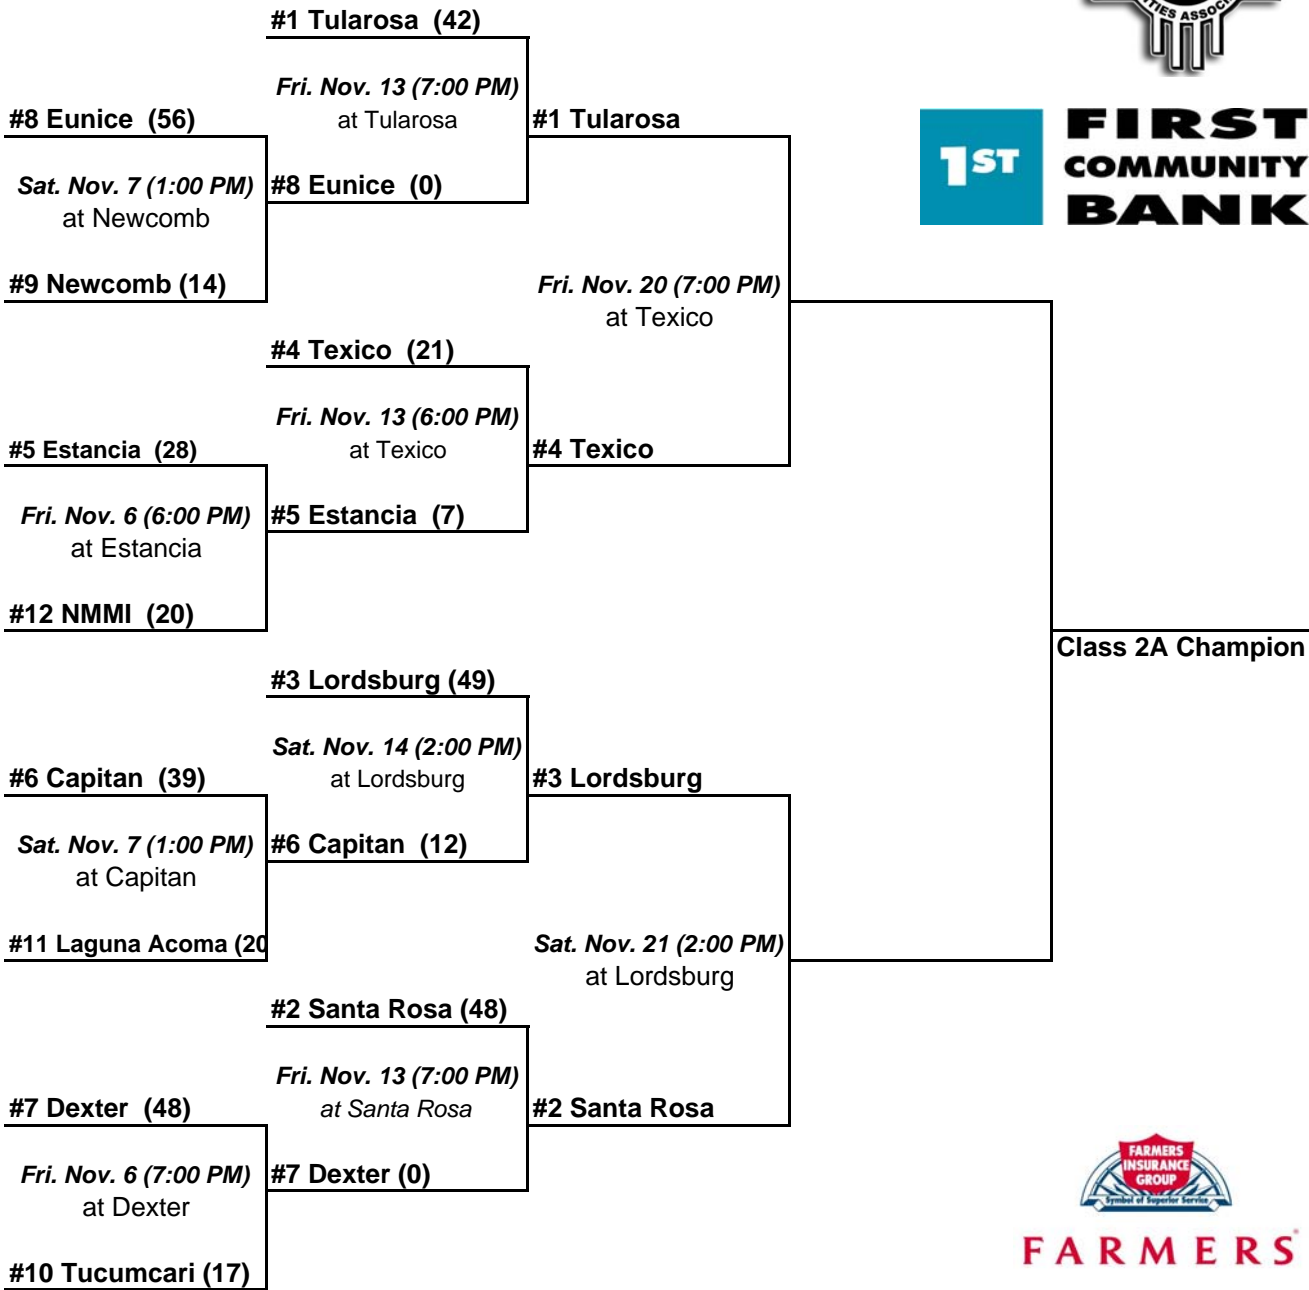 #1 Tularosa (42)
Fri. Nov. 13 (7:00 PM)
at Tularosa
#8 Eunice (56)
#1 Tularosa
Sat. Nov. 7 (1:00 PM)
at Newcomb
#8 Eunice (0)
#9 Newcomb (14)
Fri. Nov. 20 (7:00 PM)
at Texico
#4 Texico (21)
Fri. Nov. 13 (6:00 PM)
at Texico
#5 Estancia (28)
#4 Texico
Fri. Nov. 6 (6:00 PM)
at Estancia
#5 Estancia (7)
#12 NMMI (20)
Class 2A Champion
#3 Lordsburg (49)
Sat. Nov. 14 (2:00 PM)
at Lordsburg
#6 Capitan (39)
#3 Lordsburg
Sat. Nov. 7 (1:00 PM)
at Capitan
#6 Capitan (12)
#11 Laguna Acoma (20
Sat. Nov. 21 (2:00 PM)
at Lordsburg
#2 Santa Rosa (48)
Fri. Nov. 13 (7:00 PM)
at Santa Rosa
#7 Dexter (48)
#2 Santa Rosa
Fri. Nov. 6 (7:00 PM)
at Dexter
#7 Dexter (0)
#10 Tucumcari (17)
1ST
FIRST
COMMUNITY
BANK
FARMERS
INSURANCE
GROUP
Symbol of Superior Service
FARMERS